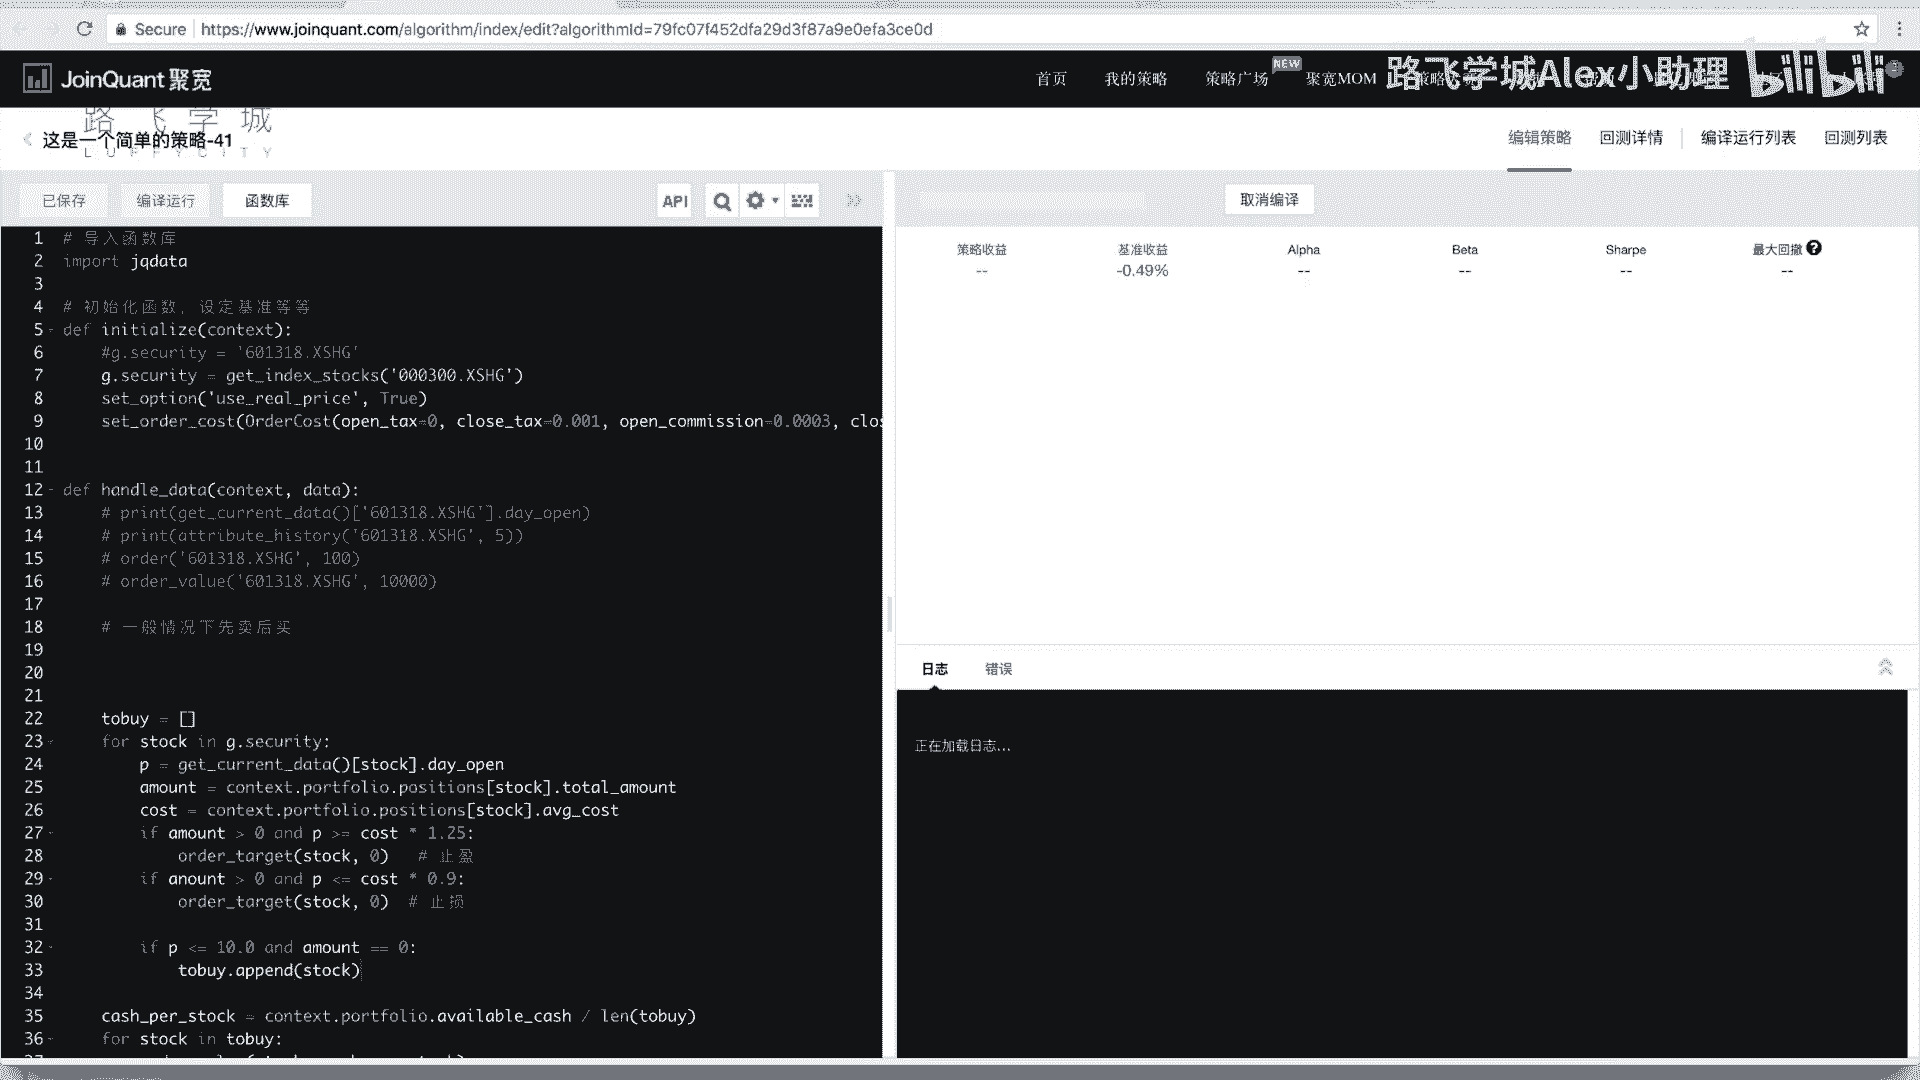 Secure https://www.joinquant.com/algorithm/index/edit?algorithmId=79fc07f452dfa29d3f87a9e0efa3ce0d
JoinQuant 聚宽
首页 我的策略 策略广场 NEW 聚宽MOM
路飞学城Alex小助理 bilibili
路飞学城
LUFFYCITY
这是一个简单的策略-41
编辑策略 回测详情 编译运行列表 回测列表
已保存 编译运行 函数库 API
取消编译
1 # 导入函数库
2 import jqdata
3
4 # 初始化函数，设定基准等等
5 def initialize(context):
6 #g.security = '601318.XSHG'
7 g.security = get_index_stocks('000300.XSHG')
8 set_option('use_real_price', True)
9 set_order_cost(OrderCost(open_tax=0, close_tax=0.001, open_commission=0.0003, clos
10
11
12 def handle_data(context, data):
13 # print(get_current_data()['601318.XSHG'].day_open)
14 # print(attribute_history('601318.XSHG', 5))
15 # order('601318.XSHG', 100)
16 # order_value('601318.XSHG', 10000)
17
18 # 一般情况下先卖后买
19
20
21
22 tobuy = []
23 for stock in g.security:
24 p = get_current_data()[stock].day_open
25 amount = context.portfolio.positions[stock].total_amount
26 cost = context.portfolio.positions[stock].avg_cost
27 if amount > 0 and p >= cost * 1.25:
28 order_target(stock, 0) # 止盈
29 if anount > 0 and p <= cost * 0.9:
30 order_target(stock, 0) # 止损
31
32 if p <= 10.0 and amount == 0:
33 tobuy.append(stock)
34
35 cash_per_stock = context.portfolio.available_cash / len(tobuy)
36 for stock in tobuy:
策略收益 基准收益 Alpha Beta Sharpe 最大回撤
-- -0.49% -- -- -- --
日志 错误
正在加载日志...